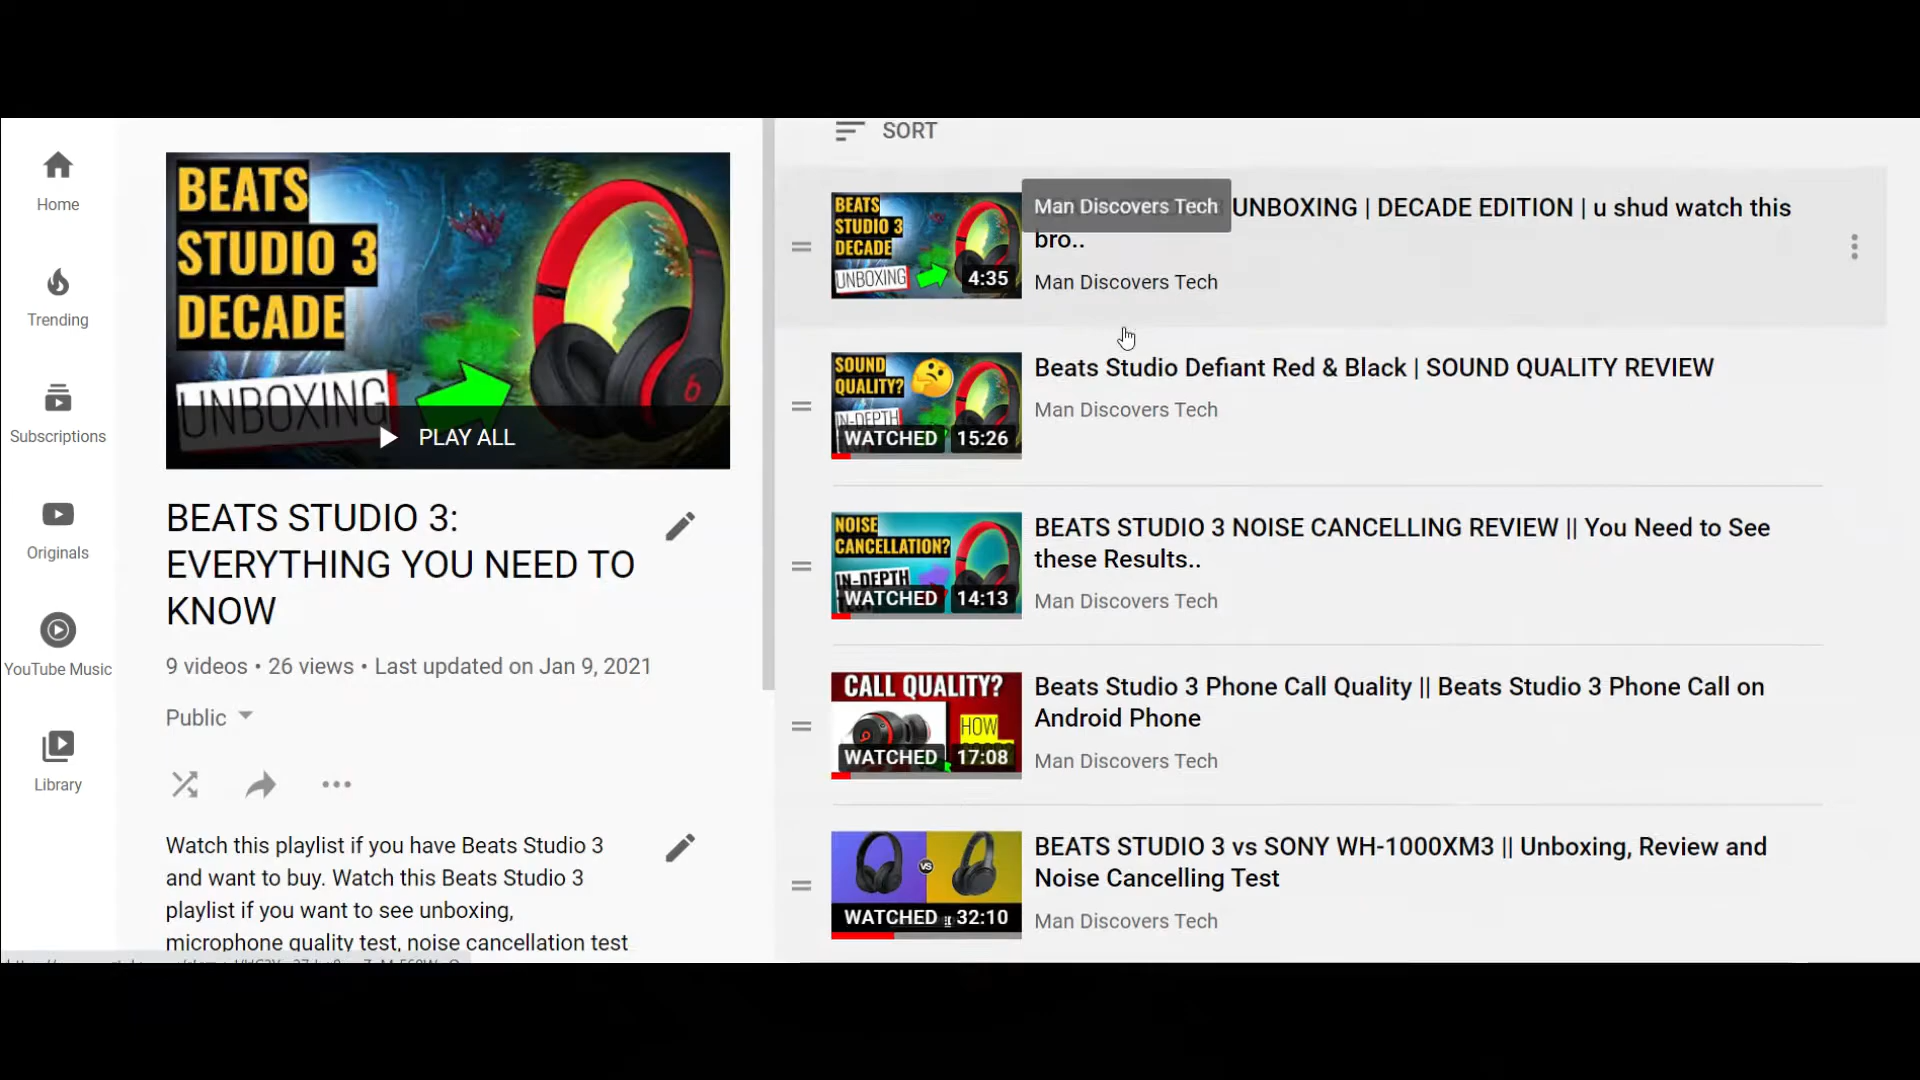 Home
Trending
Subscriptions
Originals
YouTube Music
Library
BEATS
STUDIO 3
DECADE
UNBOXING
PLAY ALL
BEATS STUDIO 3:
EVERYTHING YOU NEED TO
KNOW
9 videos • 26 views • Last updated on Jan 9, 2021
Public
Watch this playlist if you have Beats Studio 3
and want to buy. Watch this Beats Studio 3
playlist if you want to see unboxing,
microphone quality test, noise cancellation test
SORT
BEATS
STUDIO 3
DECADE
UNBOXING
4:35
Man Discovers Tech
UNBOXING | DECADE EDITION | u shud watch this
bro..
Man Discovers Tech
SOUND
QUALITY?
IN-DEPTH
WATCHED 15:26
Beats Studio Defiant Red & Black | SOUND QUALITY REVIEW
Man Discovers Tech
NOISE
CANCELLATION?
IN-DEPTH
WATCHED 14:13
BEATS STUDIO 3 NOISE CANCELLING REVIEW || You Need to See
these Results..
Man Discovers Tech
CALL QUALITY?
HOW
WATCHED 17:08
Beats Studio 3 Phone Call Quality || Beats Studio 3 Phone Call on
Android Phone
Man Discovers Tech
VS
WATCHED 32:10
BEATS STUDIO 3 vs SONY WH-1000XM3 || Unboxing, Review and
Noise Cancelling Test
Man Discovers Tech